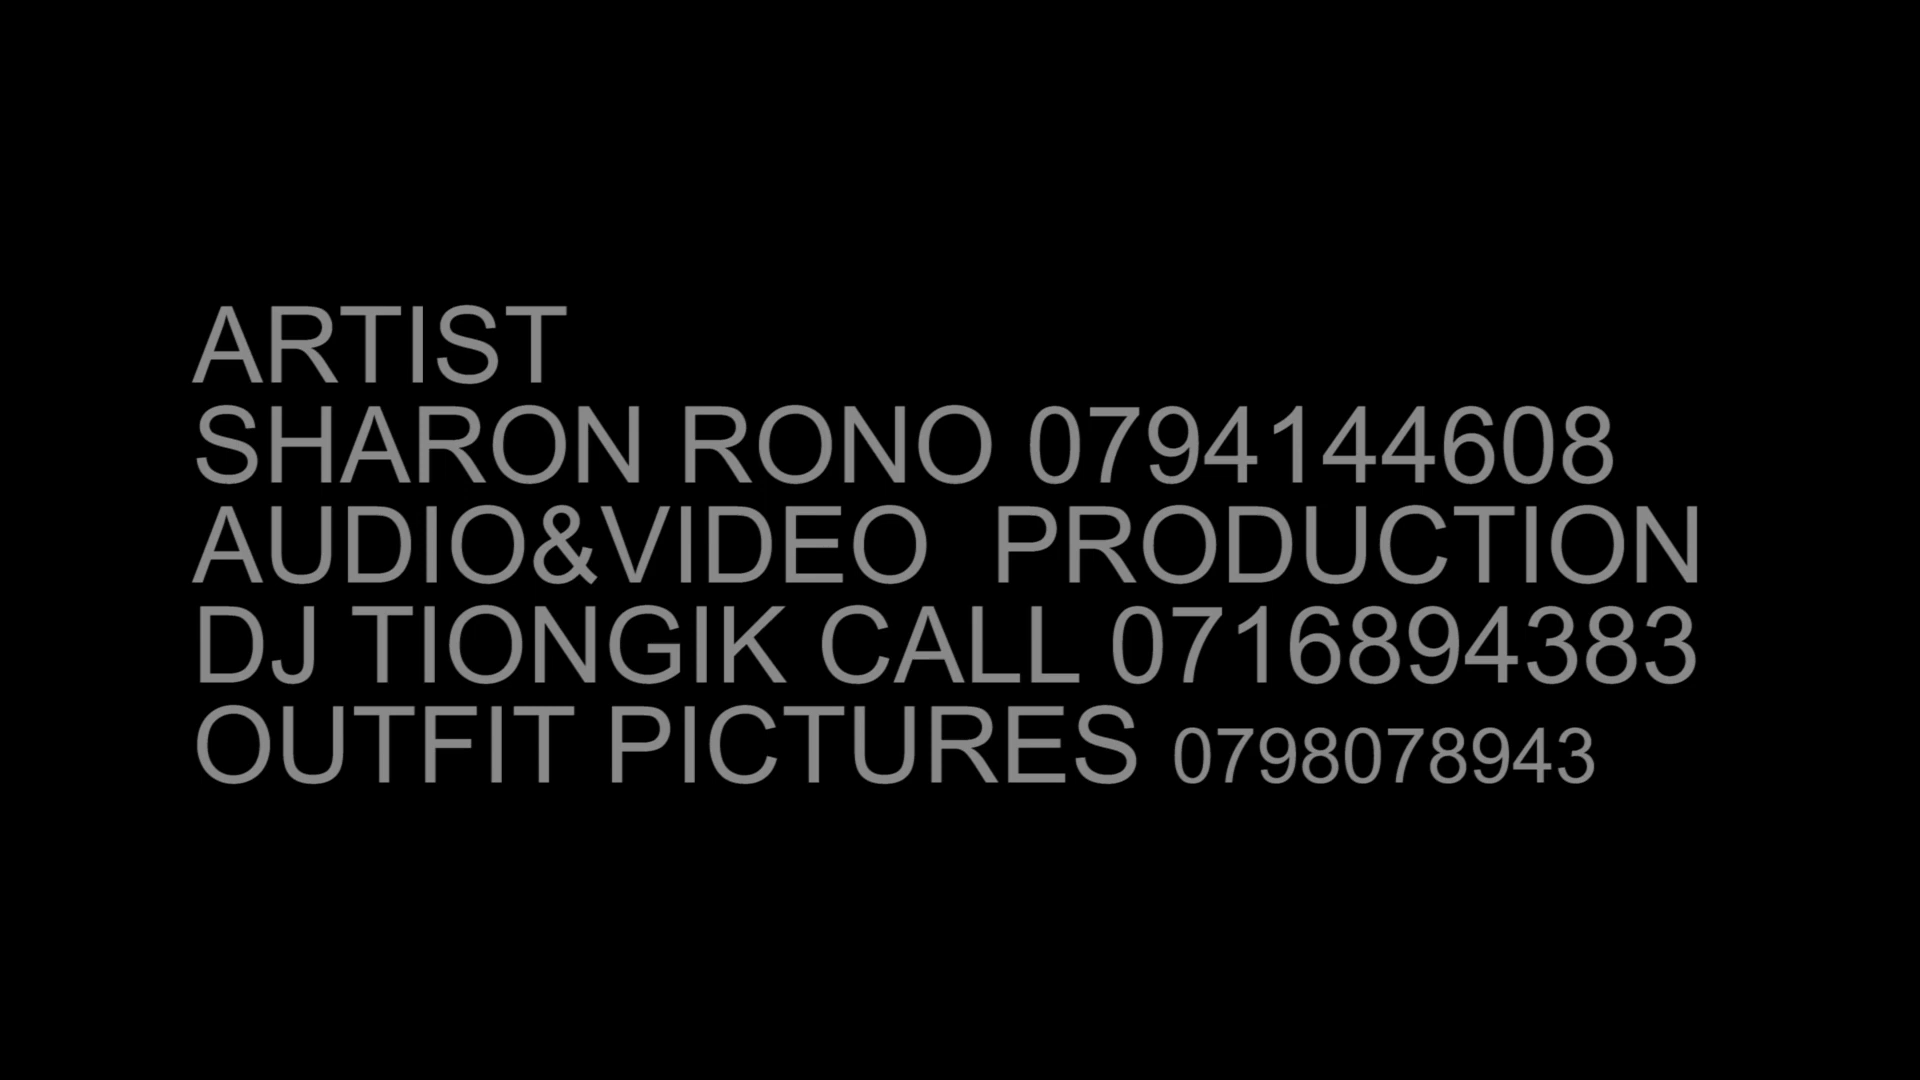 ARTIST
SHARON RONO 0794144608
AUDIO&VIDEO  PRODUCTION
DJ TIONGIK CALL 0716894383
OUTFIT PICTURES 0798078943